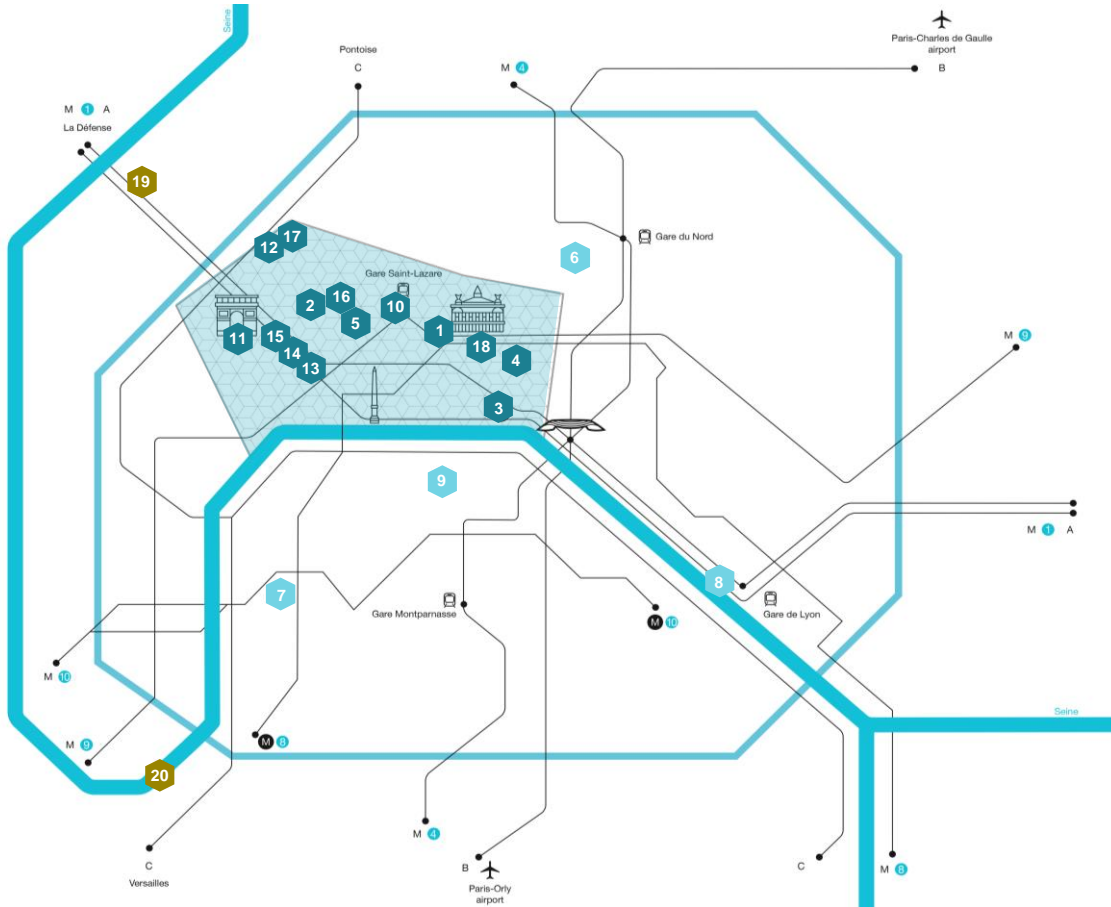 Seine
Paris-Charles de Gaulle
airport
B
Pontoise
C
M 4
M 1 A
La Défense
19
17
12
Gare du Nord
6
Gare Saint-Lazare
16
2
10
5
1
11
15
14
13
18
4
M 9
3
9
M 1 A
8
7
Gare Montparnasse
Gare de Lyon
M 10
M 10
Seine
M 9
M 8
20
M 4
C
Versailles
B
Paris-Orly
airport
C
M 8